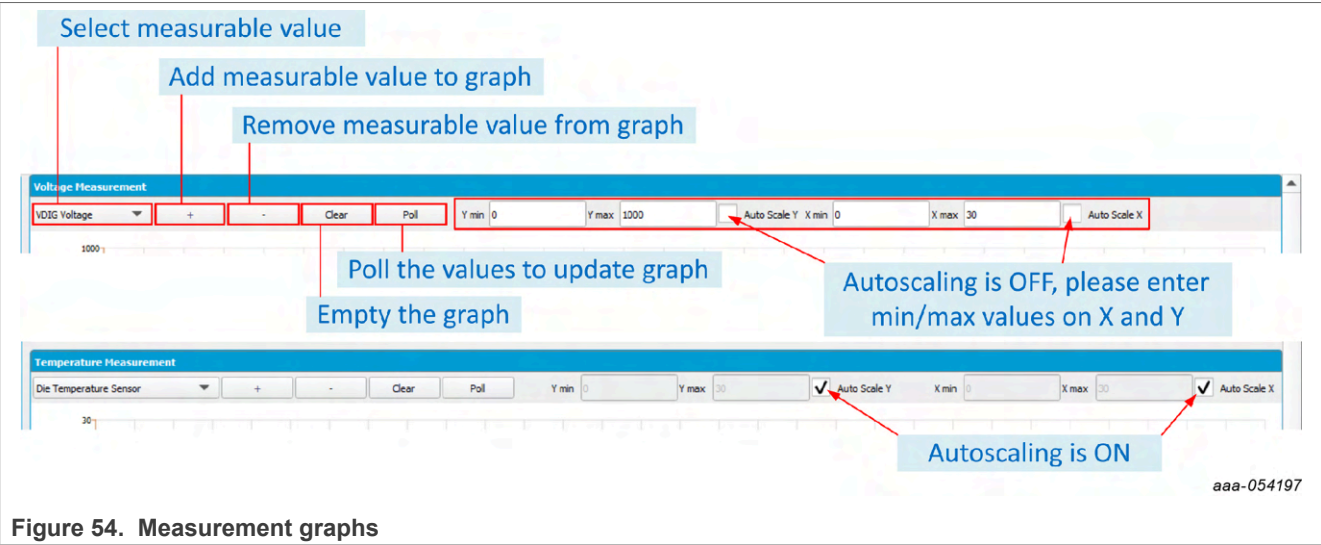 Select measurable value
Add measurable value to graph
Remove measurable value from graph
Voltage Measurement
VDIG Voltage + - Clear Poll Y min 0 Y max 1000 Auto Scale Y X min 0 X max 30 Auto Scale X
1000
Poll the values to update graph
Empty the graph
Autoscaling is OFF, please enter
min/max values on X and Y
Temperature Measurement
Die Temperature Sensor + - Clear Poll Y min 0 Y max 30 Auto Scale Y X min 0 X max 30 Auto Scale X
30
Autoscaling is ON
aaa-054197
Figure 54. Measurement graphs